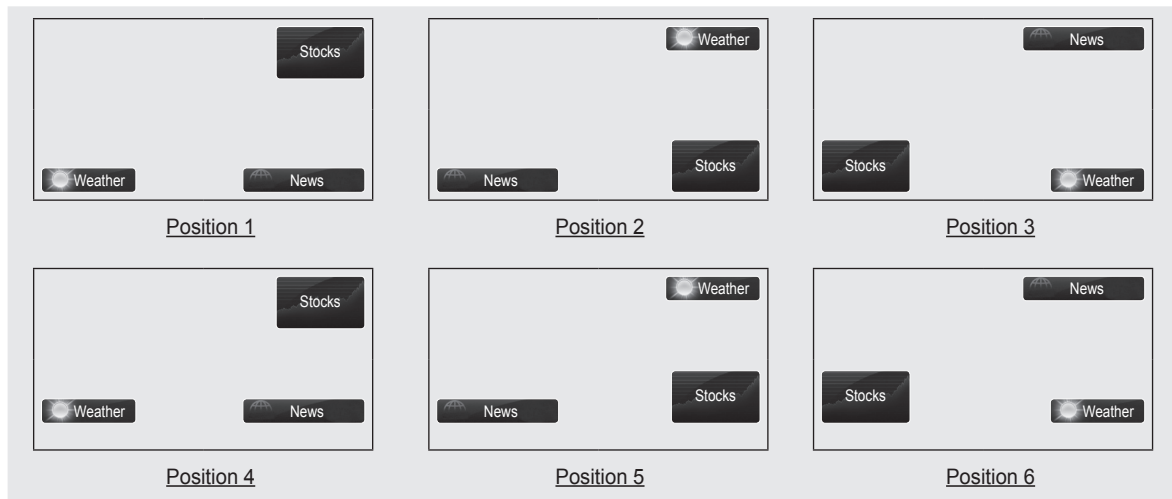 Stocks
Weather
News
Position 1
Weather
News
Stocks
Position 2
News
Stocks
Weather
Position 3
Stocks
Weather
News
Position 4
Weather
News
Stocks
Position 5
News
Stocks
Weather
Position 6